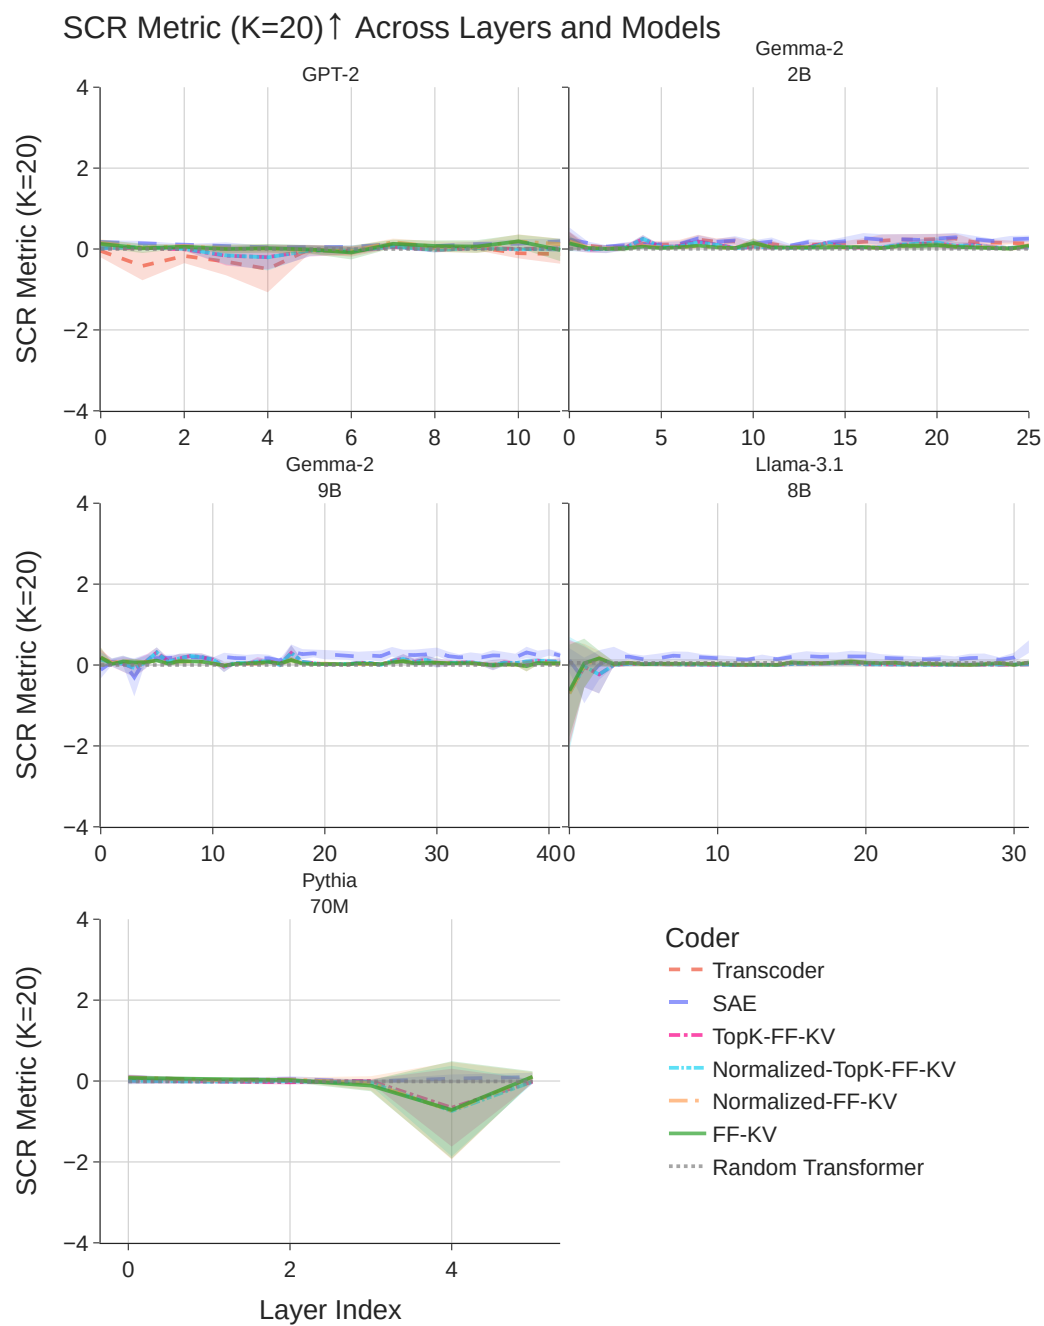 SCR Metric (K=20)↑ Across Layers and Models
GPT-2
Gemma-2
2B
SCR Metric (K=20)
4
2
0
−2
−4
0 2 4 6 8 10
0 5 10 15 20 25
Gemma-2
9B
Llama-3.1
8B
SCR Metric (K=20)
4
2
0
−2
−4
0 10 20 30 40
0 10 20 30
Pythia
70M
SCR Metric (K=20)
4
2
0
−2
−4
0 2 4
Layer Index
Coder
Transcoder
SAE
TopK-FF-KV
Normalized-TopK-FF-KV
Normalized-FF-KV
FF-KV
Random Transformer